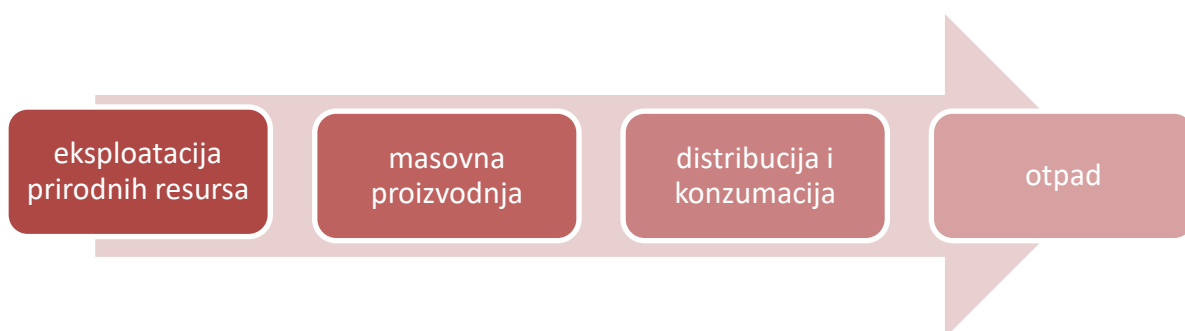 eksploatacija
prirodnih resursa
masovna
proizvodnja
distribucija i
konzumacija
otpad